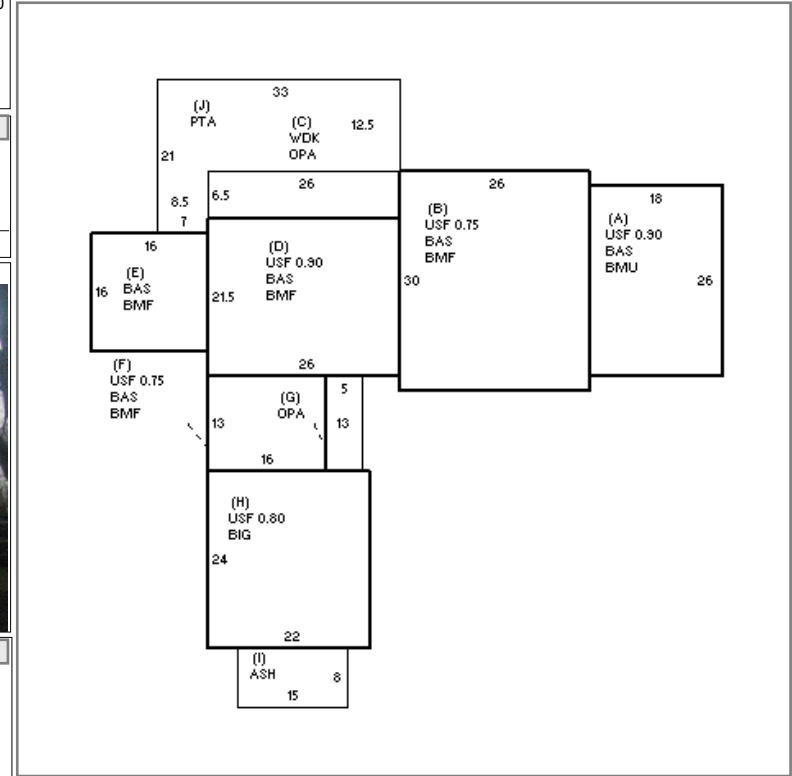 33
(J)
PTA
(C)
WDK
OPA
12.5
21
26
6.5
8.5
7
26
(B)
USF 0.75
BAS
BMF
30
18
(A)
USF 0.90
BAS
BMU
26
16
(E)
BAS
BMF
16
(D)
USF 0.90
BAS
BMF
21.5
26
(F)
USF 0.75
BAS
BMF
13
16
(G)
OPA
5
13
(H)
USF 0.80
BIG
24
22
(I)
ASH
8
15